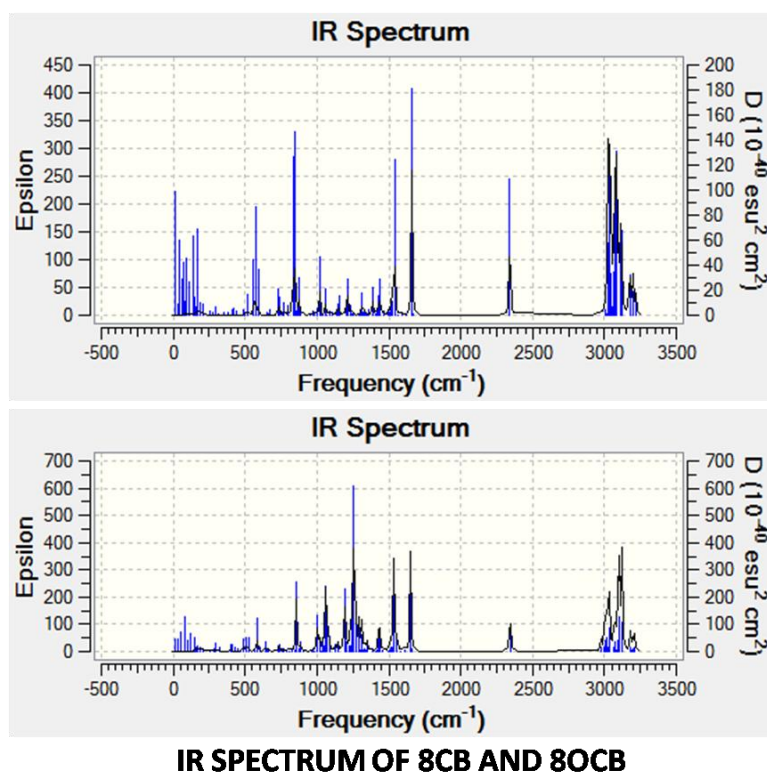 IR Spectrum
450 400 350 300 250 200 150 100 50 0
Epsilon
200 180 160 140 120 100 80 60 40 20 0
D (10⁻⁴⁰ esu² cm²)
-500 0 500 1000 1500 2000 2500 3000 3500
Frequency (cm⁻¹)
IR Spectrum
700 600 500 400 300 200 100 0
Epsilon
700 600 500 400 300 200 100 0
D (10⁻⁴⁰ esu² cm²)
-500 0 500 1000 1500 2000 2500 3000 3500
Frequency (cm⁻¹)
IR SPECTRUM OF 8CB AND 8OCB